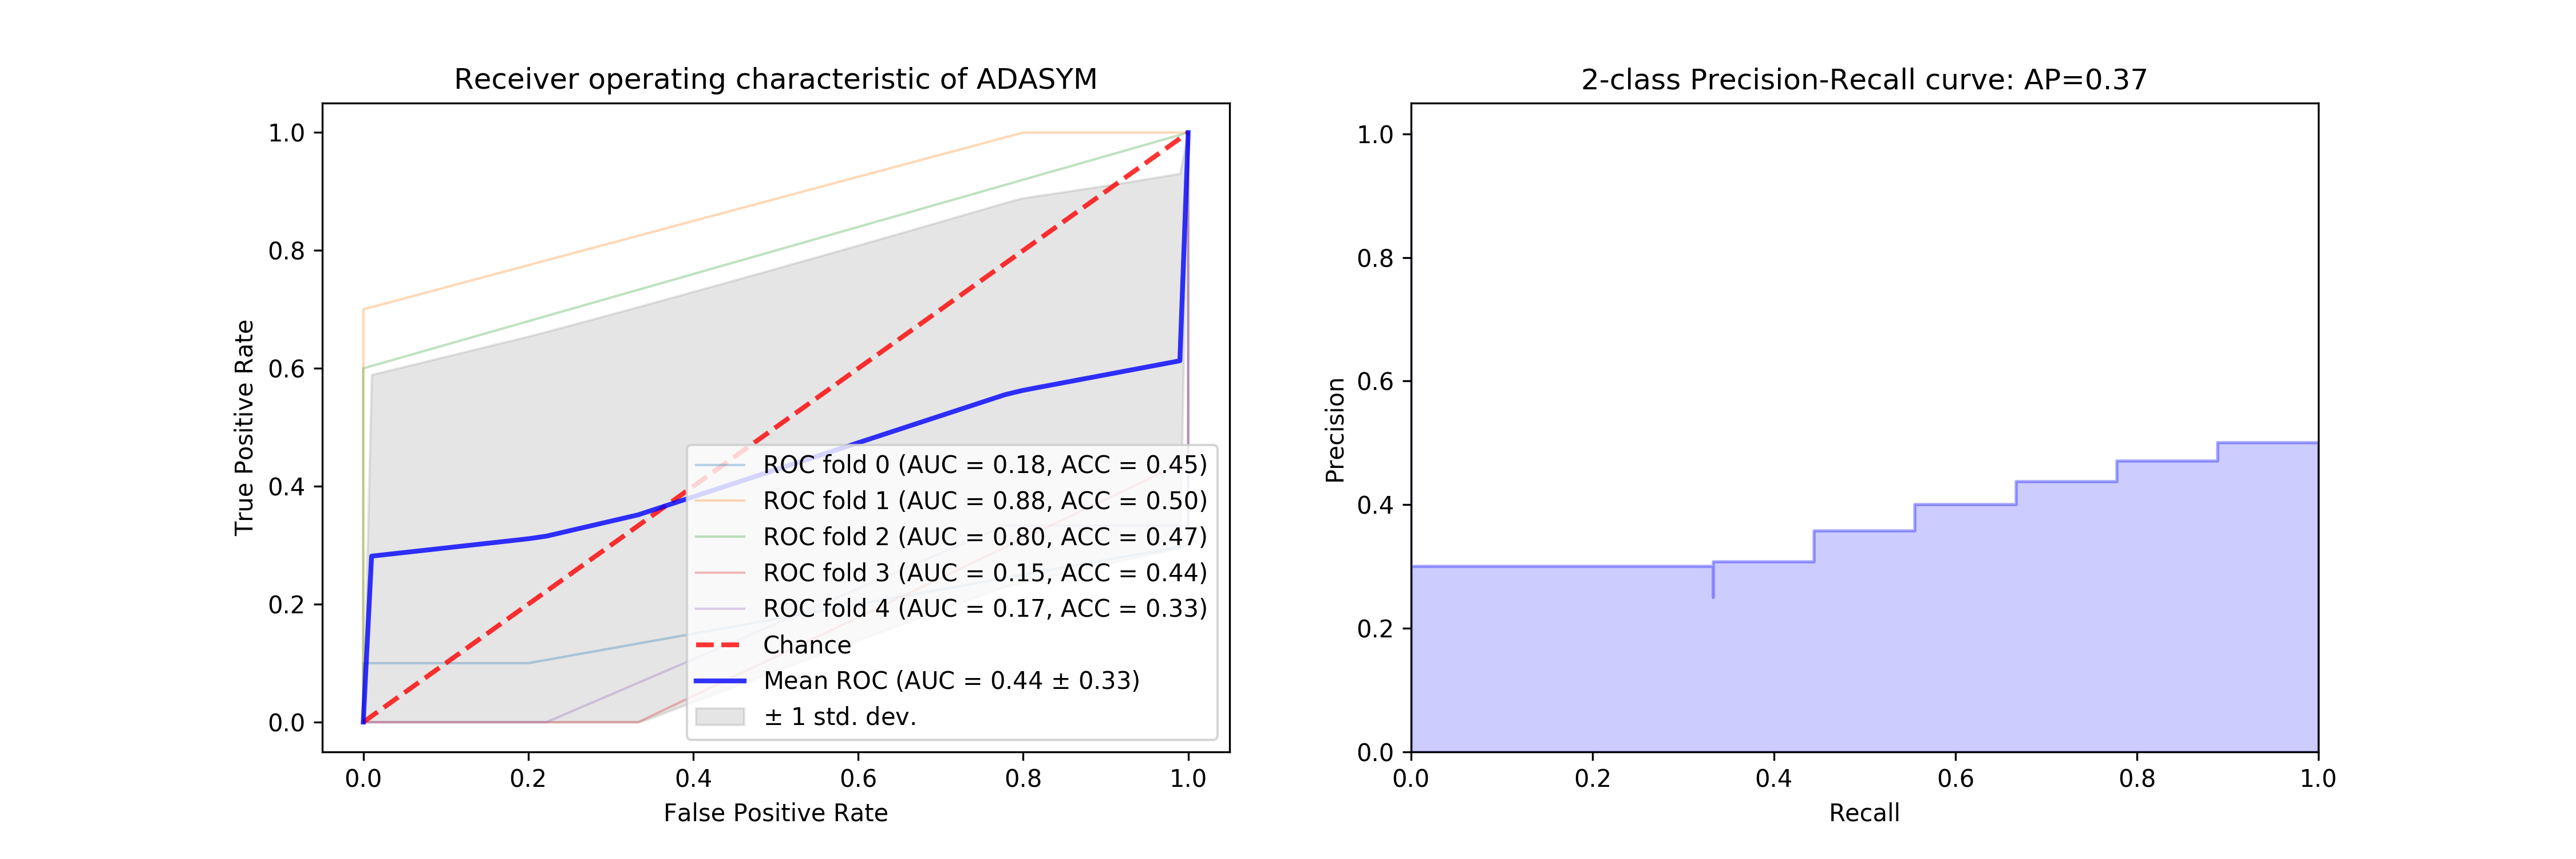 Receiver operating characteristic of ADASYM
1.0
0.8
0.6
0.4
0.2
0.0
True Positive Rate
ROC fold 0 (AUC = 0.18, ACC = 0.45)
ROC fold 1 (AUC = 0.88, ACC = 0.50)
ROC fold 2 (AUC = 0.80, ACC = 0.47)
ROC fold 3 (AUC = 0.15, ACC = 0.44)
ROC fold 4 (AUC = 0.17, ACC = 0.33)
Chance
Mean ROC (AUC = 0.44 ± 0.33)
± 1 std. dev.
0.0 0.2 0.4 0.6 0.8 1.0
False Positive Rate
2-class Precision-Recall curve: AP=0.37
1.0
0.8
0.6
0.4
0.2
0.0
Precision
0.0 0.2 0.4 0.6 0.8 1.0
Recall